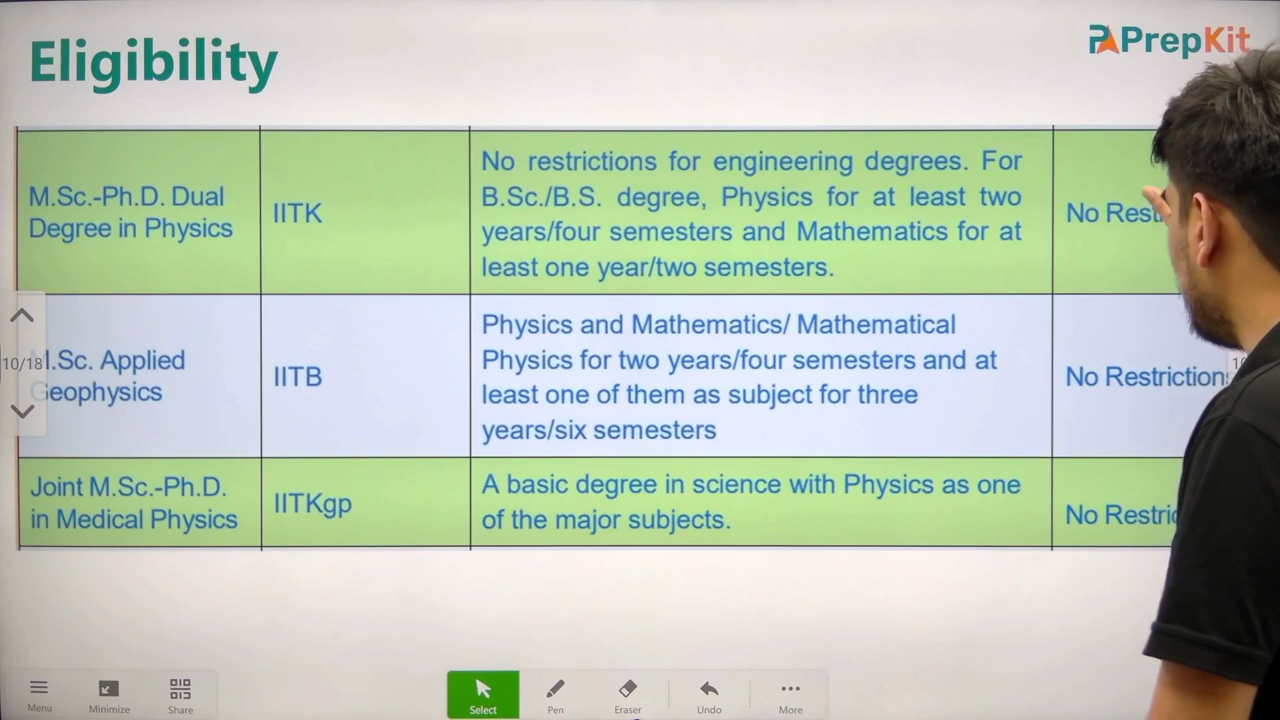 Eligibility
PrepKit
M.Sc.-Ph.D. Dual
Degree in Physics
IITK
No restrictions for engineering degrees. For
B.Sc./B.S. degree, Physics for at least two
years/four semesters and Mathematics for at
least one year/two semesters.
No
M.Sc. Applied
Geophysics
IITB
Physics and Mathematics/ Mathematical
Physics for two years/four semesters and at
least one of them as subject for three
years/six semesters
No Restrictions
Joint M.Sc.-Ph.D.
in Medical Physics
IITKgp
A basic degree in science with Physics as one
of the major subjects.
No
10/18
Menu
Minimize
Share
Select
Pen
Eraser
Undo
More